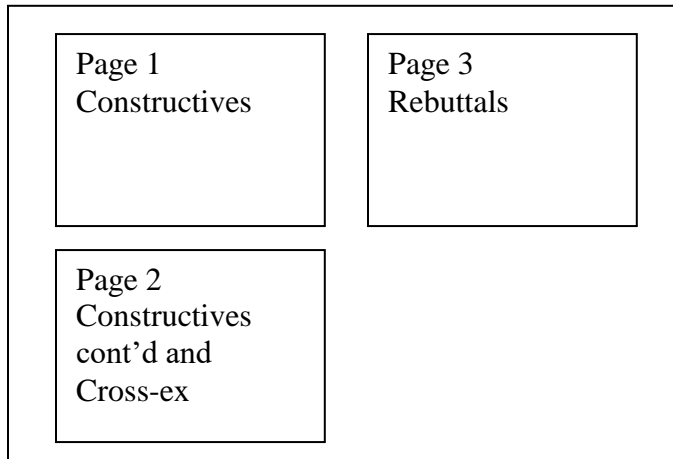 Page 1
Constructives
Page 2
Constructives
cont’d and
Cross-ex
Page 3
Rebuttals